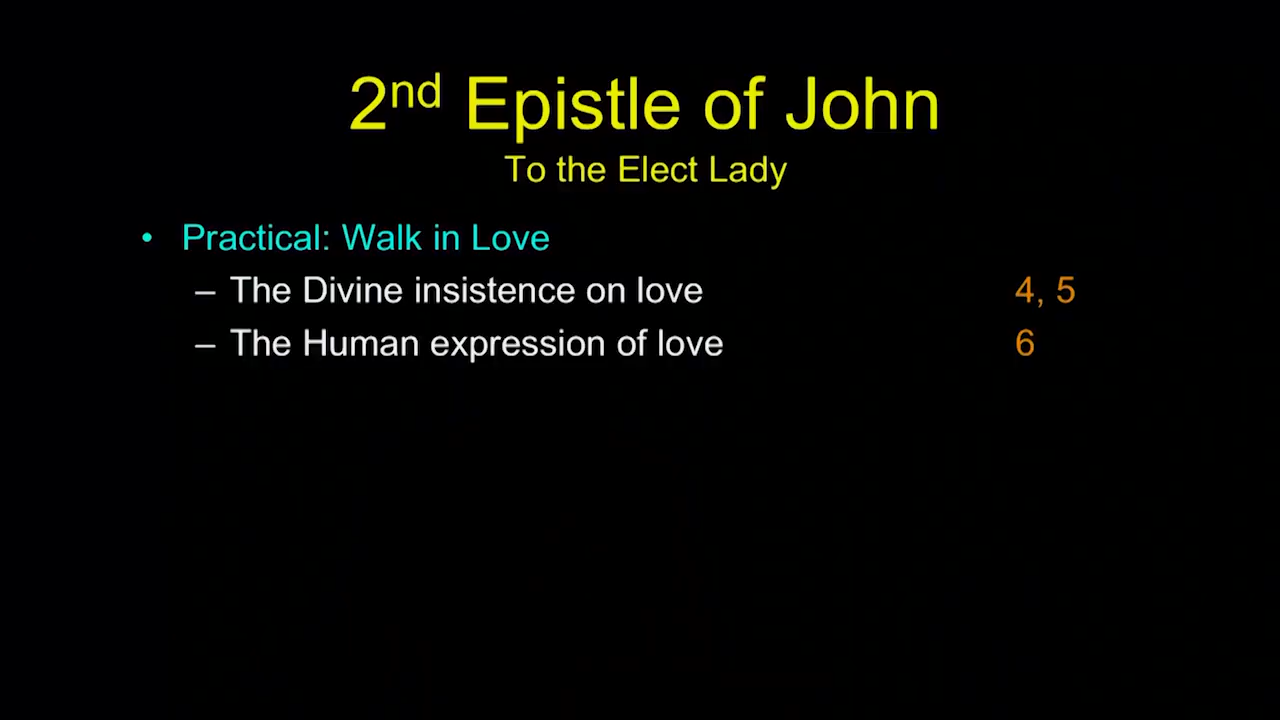 2nd Epistle of John
To the Elect Lady
• Practical: Walk in Love
– The Divine insistence on love 4, 5
– The Human expression of love 6